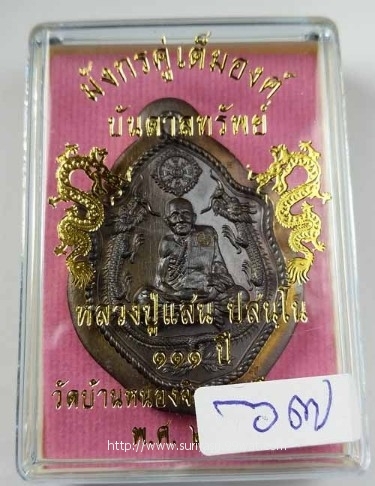 มังกรคู่เต็มองค์
บันดาลทรัพย์
หลวงปู่แสน ปสันโน
๑๑๑ ปี
วัดบ้านหนอง
พ.ศ.
๖๗
http://www.suri